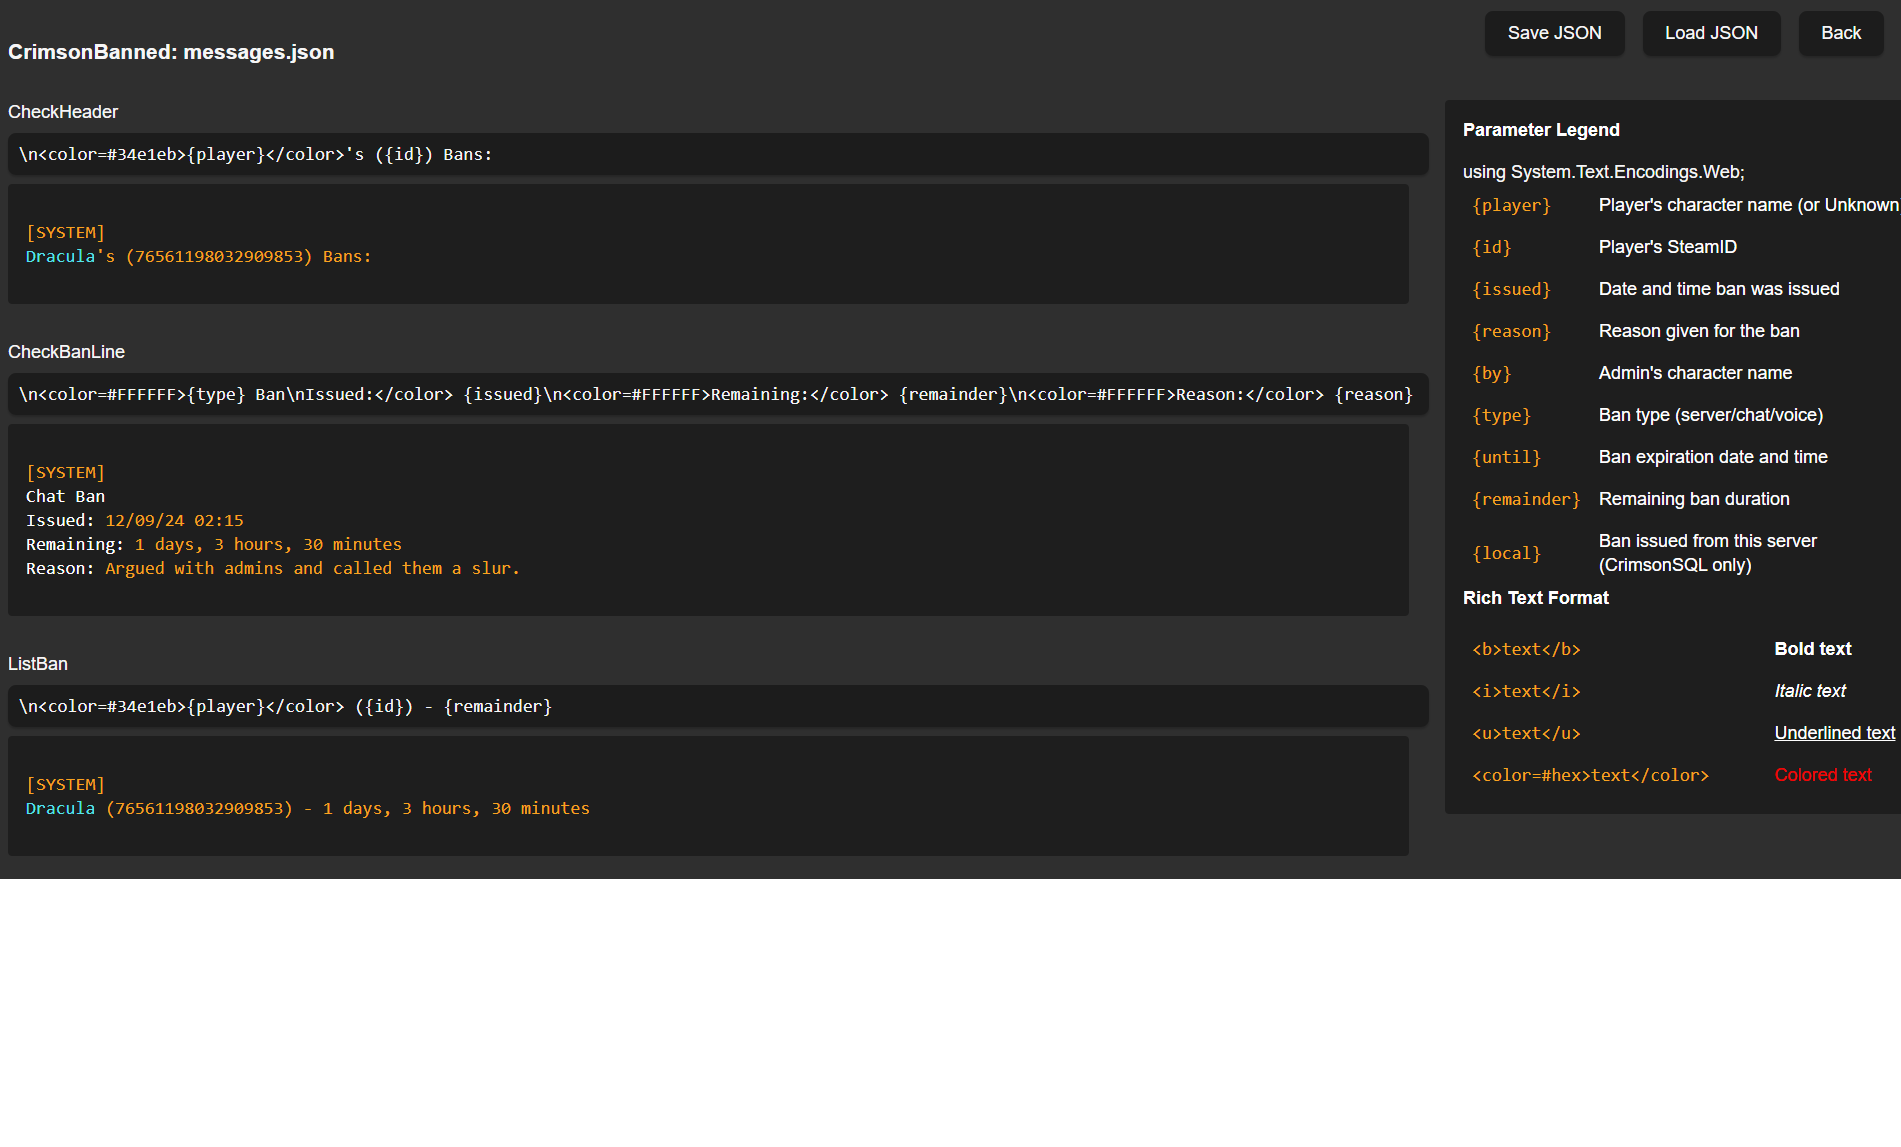 Save JSON Load JSON Back
CrimsonBanned: messages.json
CheckHeader
\n<color=#34e1eb>{player}</color>'s ({id}) Bans:
[SYSTEM]
Dracula's (76561198032909853) Bans:
CheckBanLine
\n<color=#FFFFFF>{type} Ban\nIssued:</color> {issued}\n<color=#FFFFFF>Remaining:</color> {remainder}\n<color=#FFFFFF>Reason:</color> {reason}
[SYSTEM]
Chat Ban
Issued: 12/09/24 02:15
Remaining: 1 days, 3 hours, 30 minutes
Reason: Argued with admins and called them a slur.
ListBan
\n<color=#34e1eb>{player}</color> ({id}) - {remainder}
[SYSTEM]
Dracula (76561198032909853) - 1 days, 3 hours, 30 minutes
Parameter Legend
using System.Text.Encodings.Web;
{player} Player's character name (or Unknown
{id} Player's SteamID
{issued} Date and time ban was issued
{reason} Reason given for the ban
{by} Admin's character name
{type} Ban type (server/chat/voice)
{until} Ban expiration date and time
{remainder} Remaining ban duration
{local} Ban issued from this server
(CrimsonSQL only)
Rich Text Format
<b>text</b> Bold text
<i>text</i> Italic text
<u>text</u> Underlined text
<color=#hex>text</color> Colored text